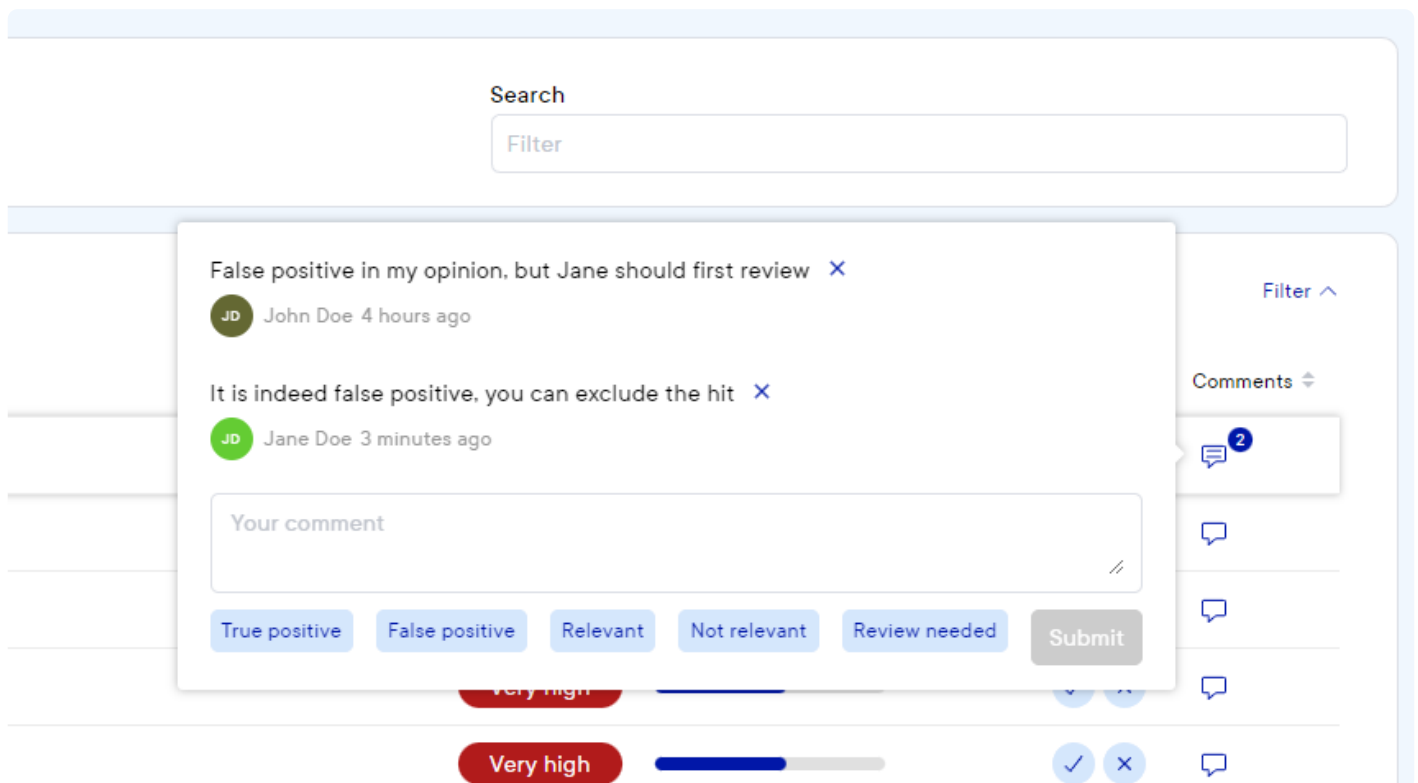 Search
Filter
False positive in my opinion, but Jane should first review
JD John Doe 4 hours ago
Filter
It is indeed false positive, you can exclude the hit
Comments
JD Jane Doe 3 minutes ago
2
Your comment
True positive False positive Relevant Not relevant Review needed Submit
Very high
Very high